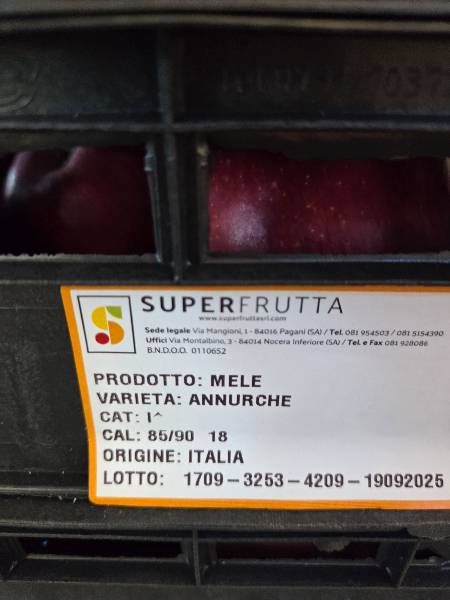 SUPERFRUTTA
www.superfruttasrl.com
Sede legale Via Mangioni, 1 - 84016 Pagani (SA) / Tel. 081 954503 / 081 5154390
Uffici Via Montalbino, 3 - 84014 Nocera Inferiore (SA) / Tel. e Fax 081 928086
B.N.D.O.O. 0110652
PRODOTTO: MELE
VARIETA: ANNURCHE
CAT: I^
CAL: 85/90 18
ORIGINE: ITALIA
LOTTO: 1709-3253-4209-19092025